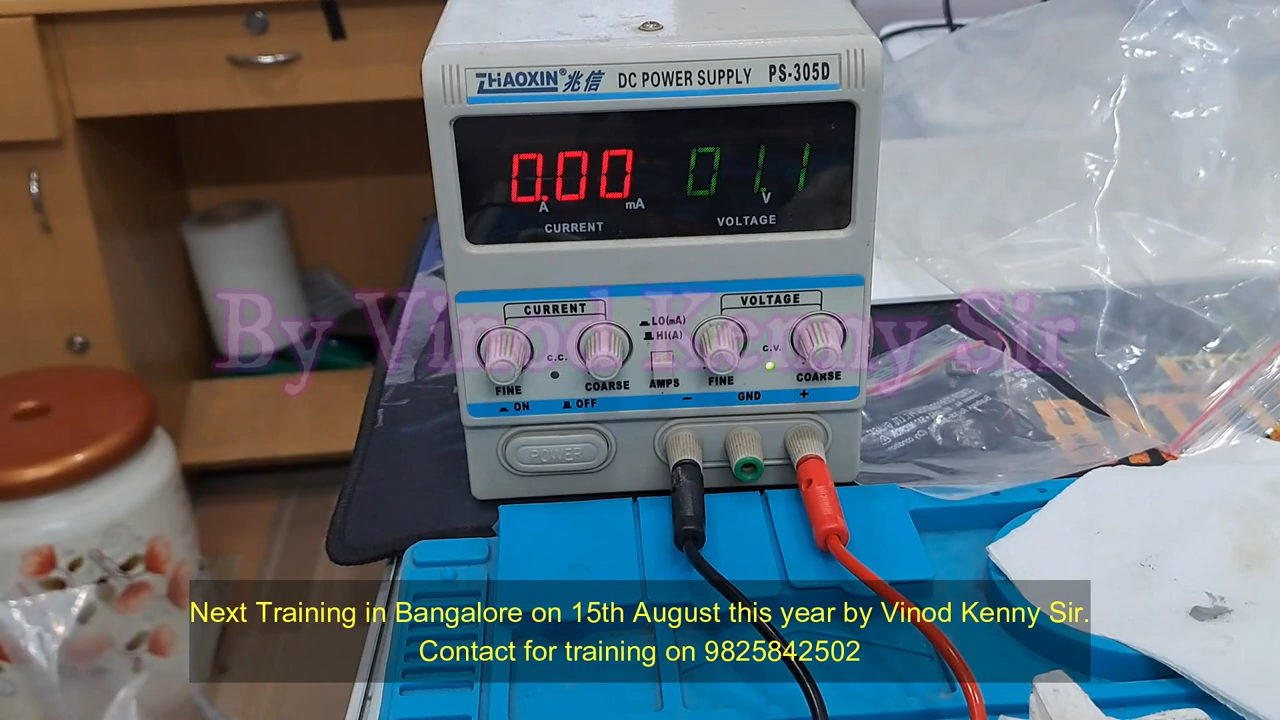 ZHAOXIN® 兆信 DC POWER SUPPLY PS-305D
0.00 01.1
A mA V
CURRENT VOLTAGE
CURRENT VOLTAGE
LO(mA)
HI(A)
C.C. C.V.
FINE COARSE AMPS FINE COARSE
ON OFF - GND +
POWER
By Vinod Kenny Sir
Next Training in Bangalore on 15th August this year by Vinod Kenny Sir.
Contact for training on 9825842502